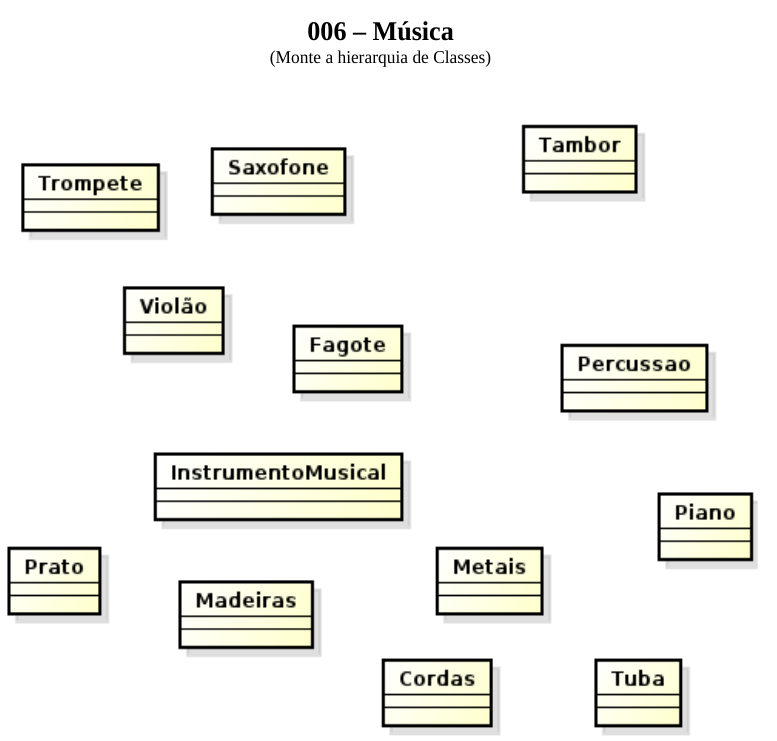 006 – Música
(Monte a hierarquia de Classes)
Tambor
Saxofone
Trompete
Violão
Fagote
Percussao
InstrumentoMusical
Piano
Prato
Metais
Madeiras
Cordas
Tuba